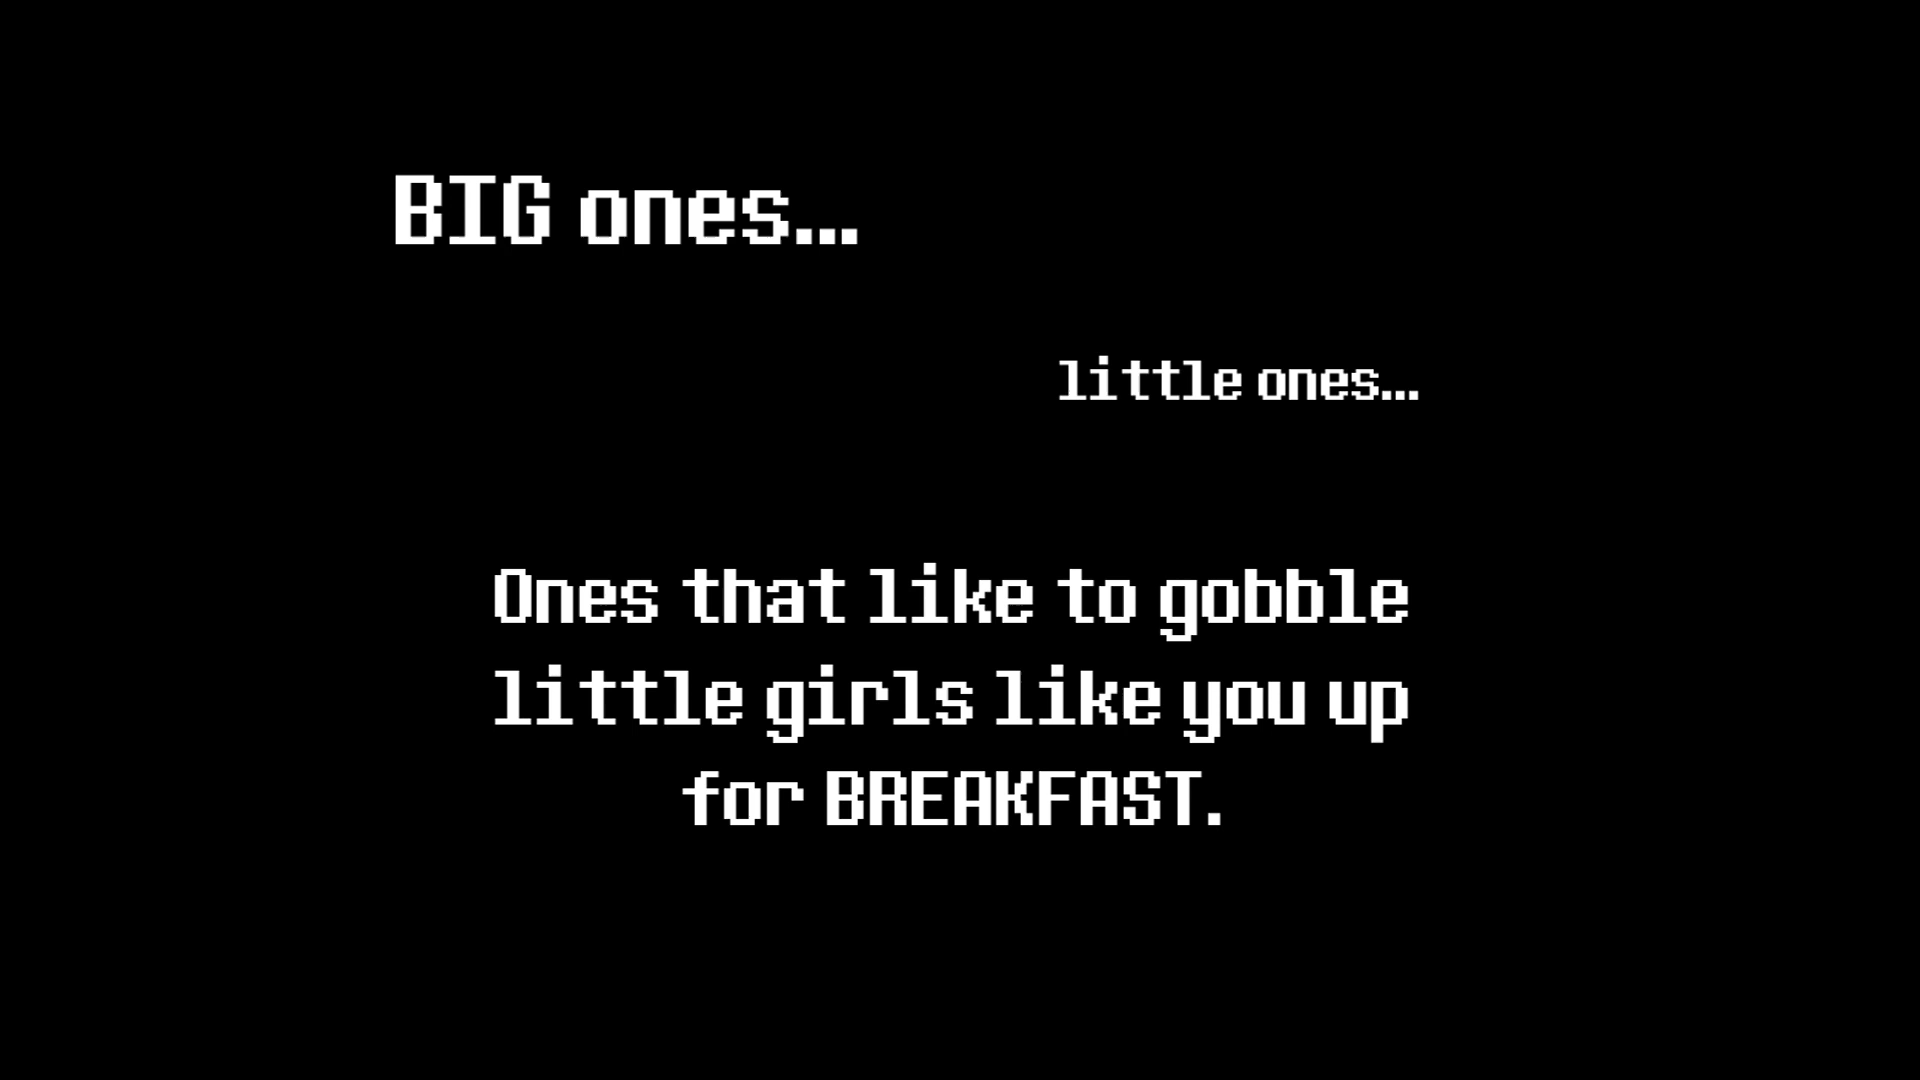 BIG ones...
little ones...
Ones that like to gobble
little girls like you up
for BREAKFAST.